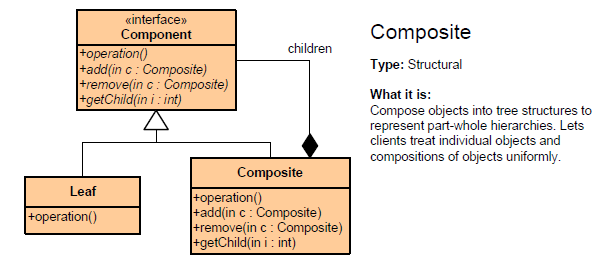 «interface»
Component
+operation()
+add(in c : Composite)
+remove(in c : Composite)
+getChild(in i : int)
children
Leaf
+operation()
Composite
+operation()
+add(in c : Composite)
+remove(in c : Composite)
+getChild(in i : int)
Composite
Type: Structural
What it is:
Compose objects into tree structures to
represent part-whole hierarchies. Lets
clients treat individual objects and
compositions of objects uniformly.